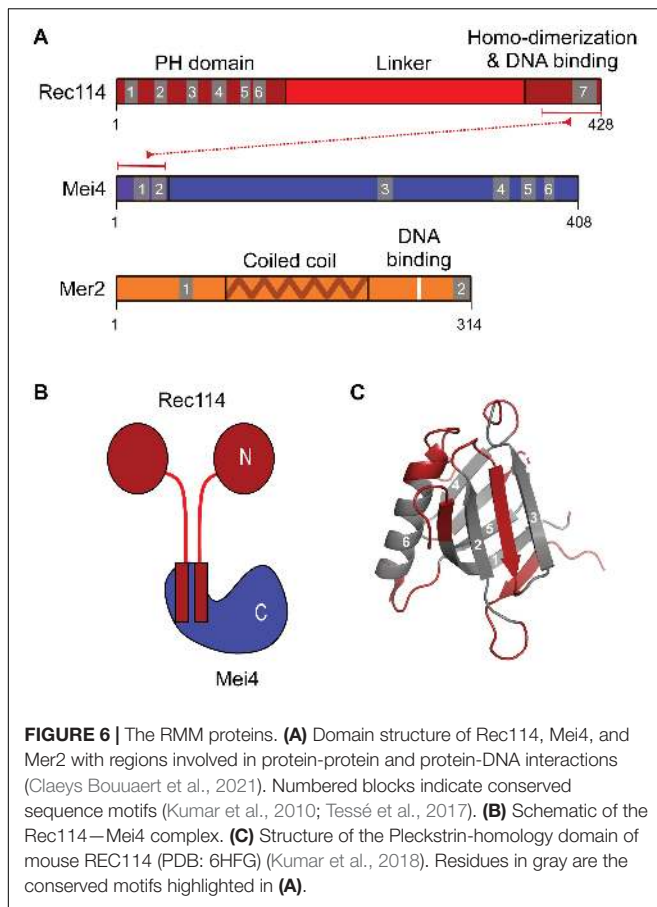 A
PH domain
Linker
Homo-dimerization
& DNA binding
Rec114
1 2 3 4 5 6 7
1
428
Mei4
1 2 3 4 5 6
1
408
Coiled coil
DNA
binding
Mer2
1 2
1
314
B
Rec114
N
C
Mei4
C
4
5
3
6
2
1
FIGURE 6 | The RMM proteins. (A) Domain structure of Rec114, Mei4, and
Mer2 with regions involved in protein-protein and protein-DNA interactions
(Claeys Bouuaert et al., 2021). Numbered blocks indicate conserved
sequence motifs (Kumar et al., 2010; Tessé et al., 2017). (B) Schematic of the
Rec114—Mei4 complex. (C) Structure of the Pleckstrin-homology domain of
mouse REC114 (PDB: 6HFG) (Kumar et al., 2018). Residues in gray are the
conserved motifs highlighted in (A).